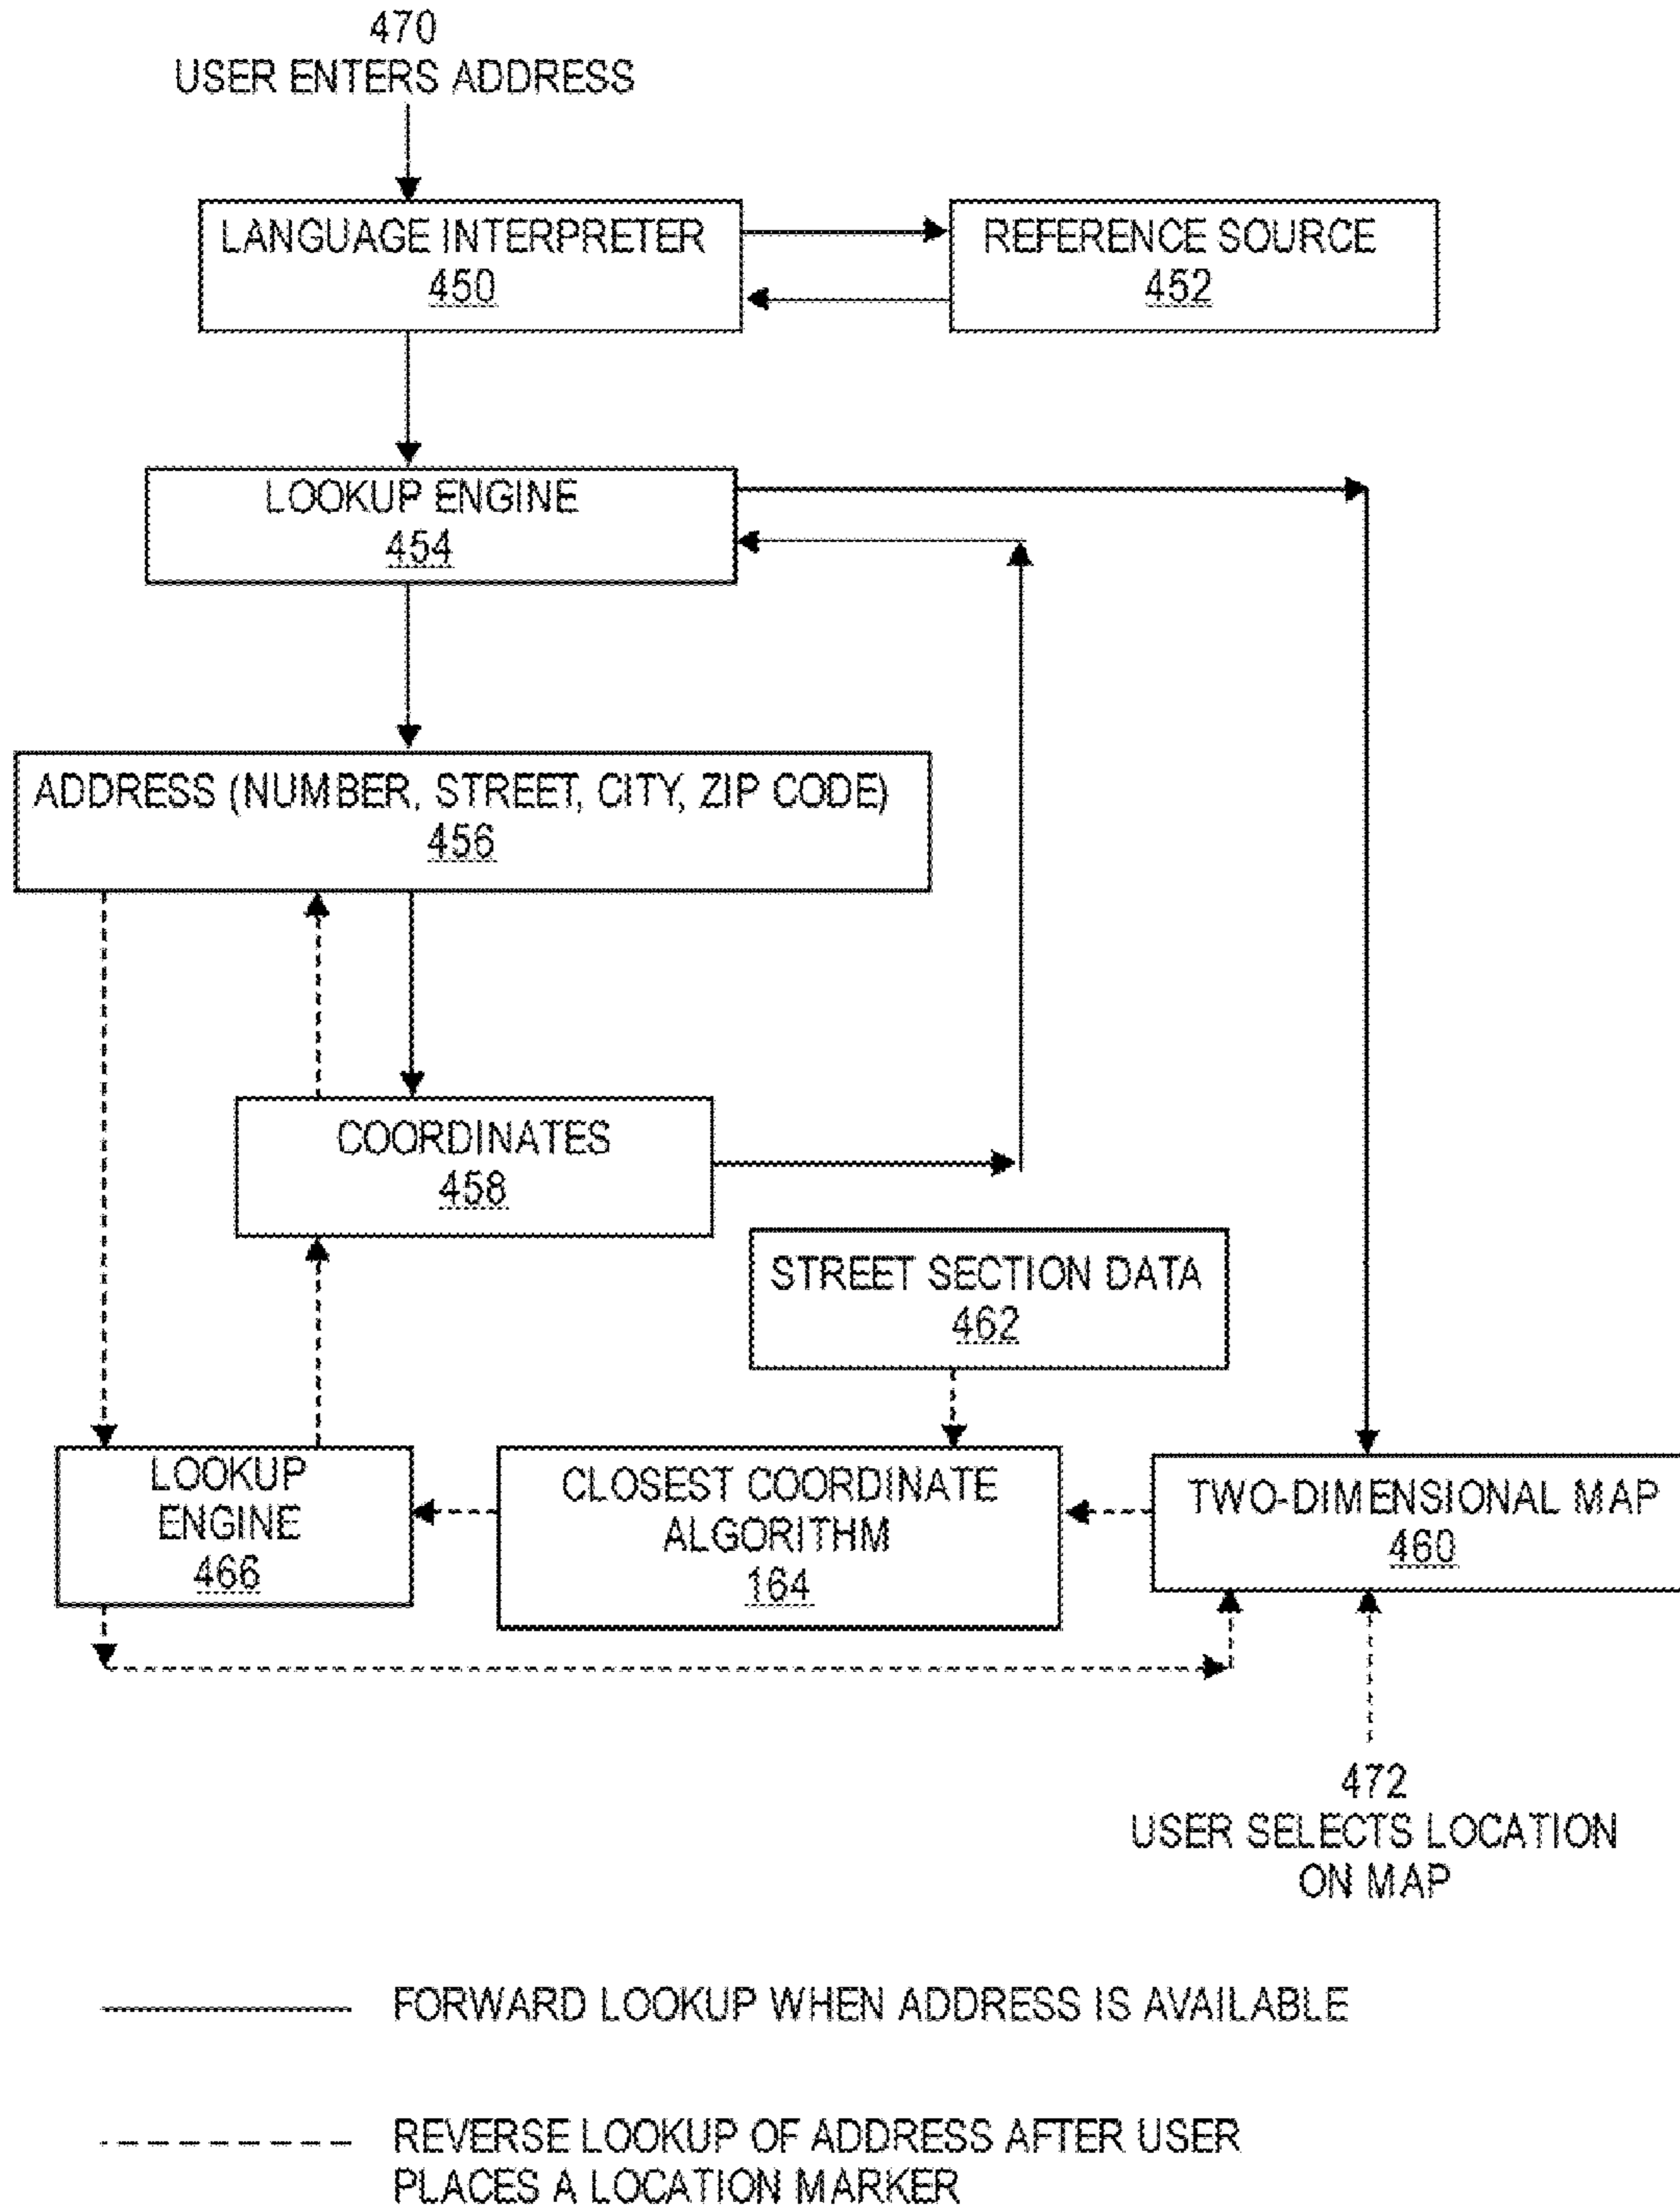 470
USER ENTERS ADDRESS
LANGUAGE INTERPRETER
450
REFERENCE SOURCE
452
LOOKUP ENGINE
454
ADDRESS (NUMBER, STREET, CITY, ZIP CODE)
456
COORDINATES
458
STREET SECTION DATA
462
LOOKUP
ENGINE
466
CLOSEST COORDINATE
ALGORITHM
164
TWO-DIMENSIONAL MAP
460
472
USER SELECTS LOCATION
ON MAP
FORWARD LOOKUP WHEN ADDRESS IS AVAILABLE
REVERSE LOOKUP OF ADDRESS AFTER USER
PLACES A LOCATION MARKER